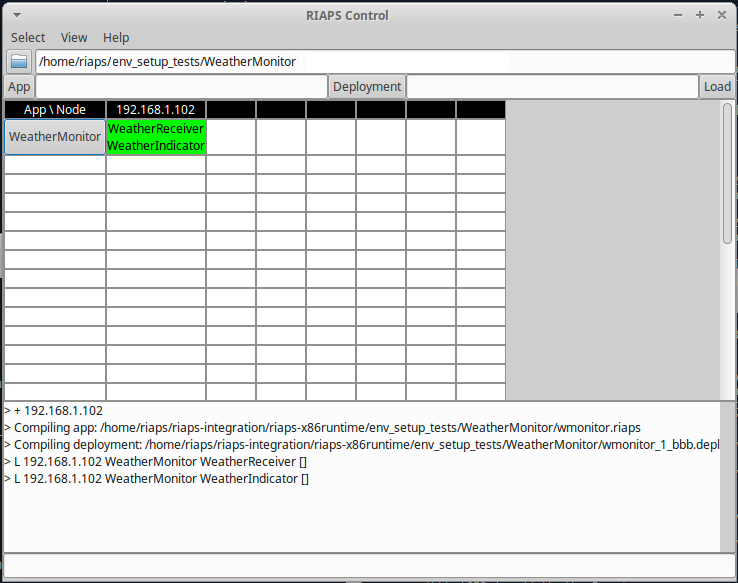 RIAPS Control
Select View Help
/home/riaps/env_setup_tests/WeatherMonitor
App Deployment Load
App \ Node 192.168.1.102
WeatherMonitor WeatherReceiver
WeatherIndicator
> + 192.168.1.102
> Compiling app: /home/riaps/riaps-integration/riaps-x86runtime/env_setup_tests/WeatherMonitor/wmonitor.riaps
> Compiling deployment: /home/riaps/riaps-integration/riaps-x86runtime/env_setup_tests/WeatherMonitor/wmonitor_1_bbb.depl
> L 192.168.1.102 WeatherMonitor WeatherReceiver []
> L 192.168.1.102 WeatherMonitor WeatherIndicator []